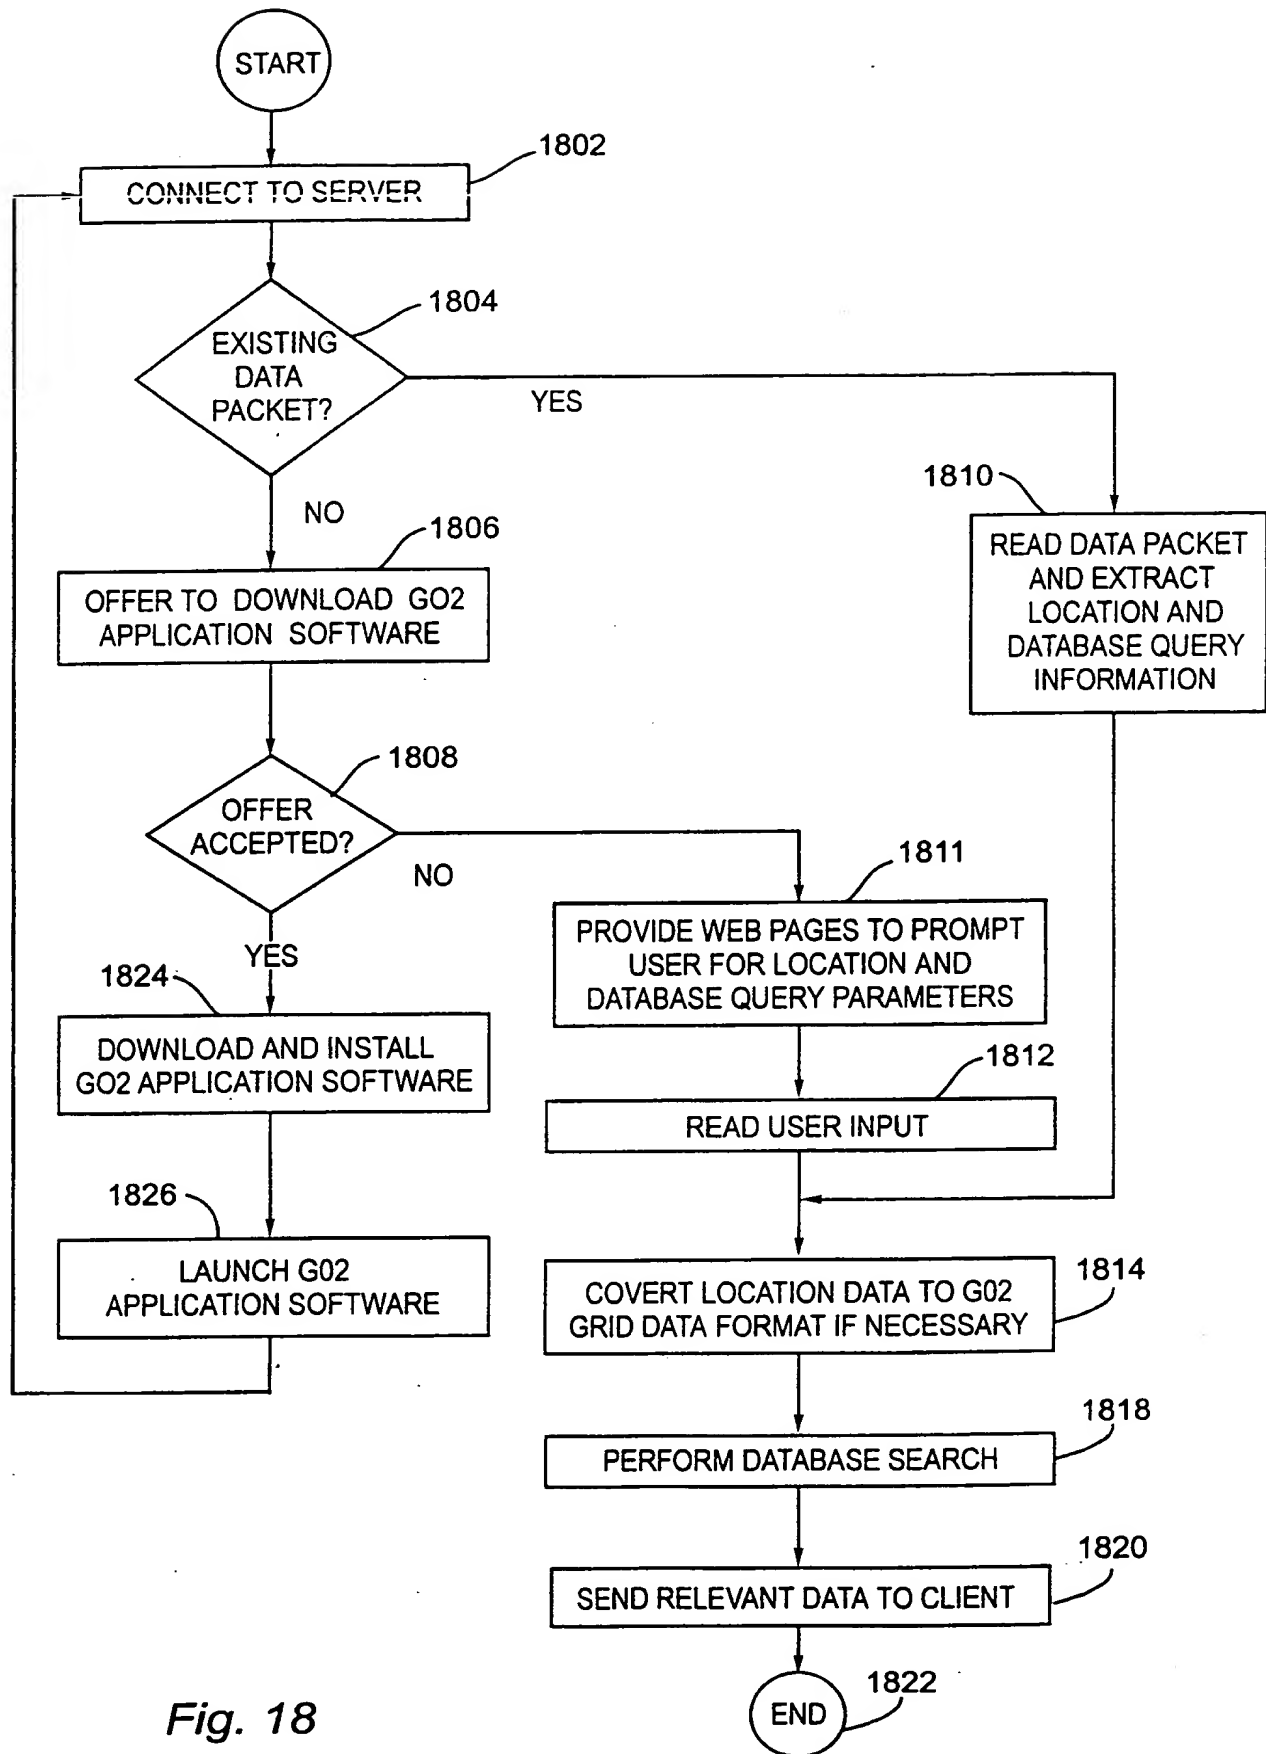 START
1802
CONNECT TO SERVER
1804
EXISTING
DATA
PACKET?
YES
1810
NO
1806
READ DATA PACKET
AND EXTRACT
LOCATION AND
DATABASE QUERY
INFORMATION
OFFER TO DOWNLOAD GO2
APPLICATION SOFTWARE
1808
OFFER
ACCEPTED?
NO
1811
PROVIDE WEB PAGES TO PROMPT
USER FOR LOCATION AND
DATABASE QUERY PARAMETERS
YES
1824
DOWNLOAD AND INSTALL
GO2 APPLICATION SOFTWARE
1812
READ USER INPUT
1826
LAUNCH G02
APPLICATION SOFTWARE
1814
COVERT LOCATION DATA TO G02
GRID DATA FORMAT IF NECESSARY
1818
PERFORM DATABASE SEARCH
1820
SEND RELEVANT DATA TO CLIENT
1822
END
Fig. 18